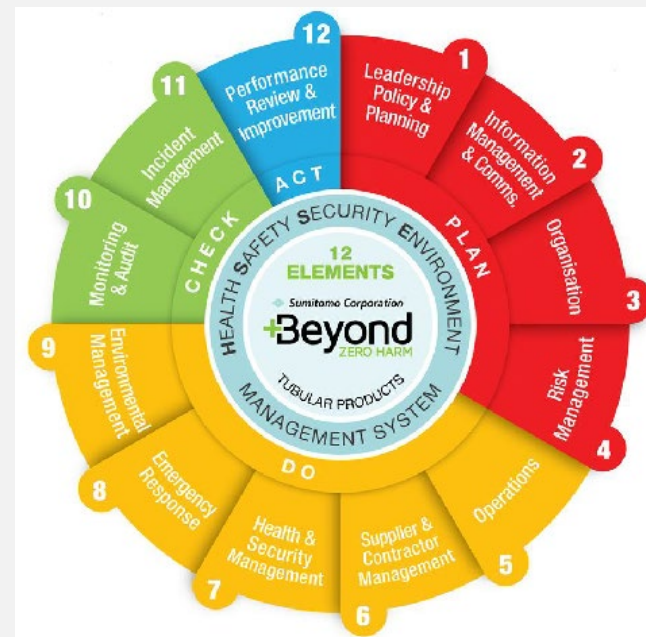 12
Performance
Review &
Improvement
1
Leadership
Policy &
Planning
2
Information
Management
& Comms.
3
Organisation
4
Risk
Management
5
Operations
6
Supplier &
Contractor
Management
7
Health &
Security
Management
8
Emergency
Response
9
Environmental
Management
10
Monitoring
& Audit
11
Incident
Management
ACT
PLAN
DO
CHECK
HEALTH SAFETY SECURITY ENVIRONMENT
MANAGEMENT SYSTEM
12
ELEMENTS
Sumitomo Corporation
+Beyond
ZERO HARM
TUBULAR PRODUCTS